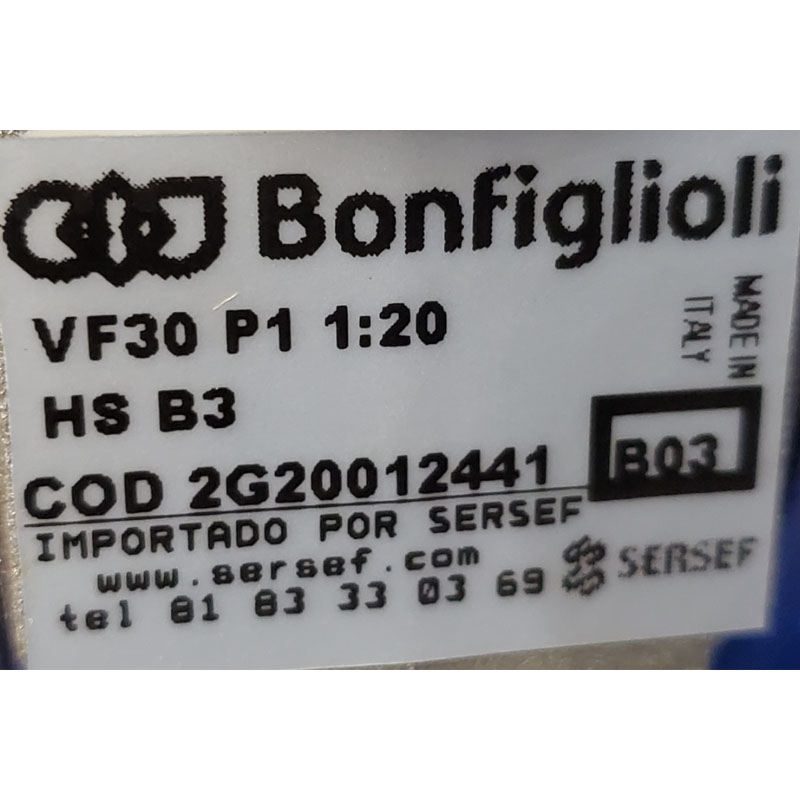 Bonfiglioli
VF30 P1 1:20
MADE IN
ITALY
HS B3
B03
COD 2G20012441
IMPORTADO POR SERSEF
www.sersef.com
SERSEF
tel 81 83 33 03 69